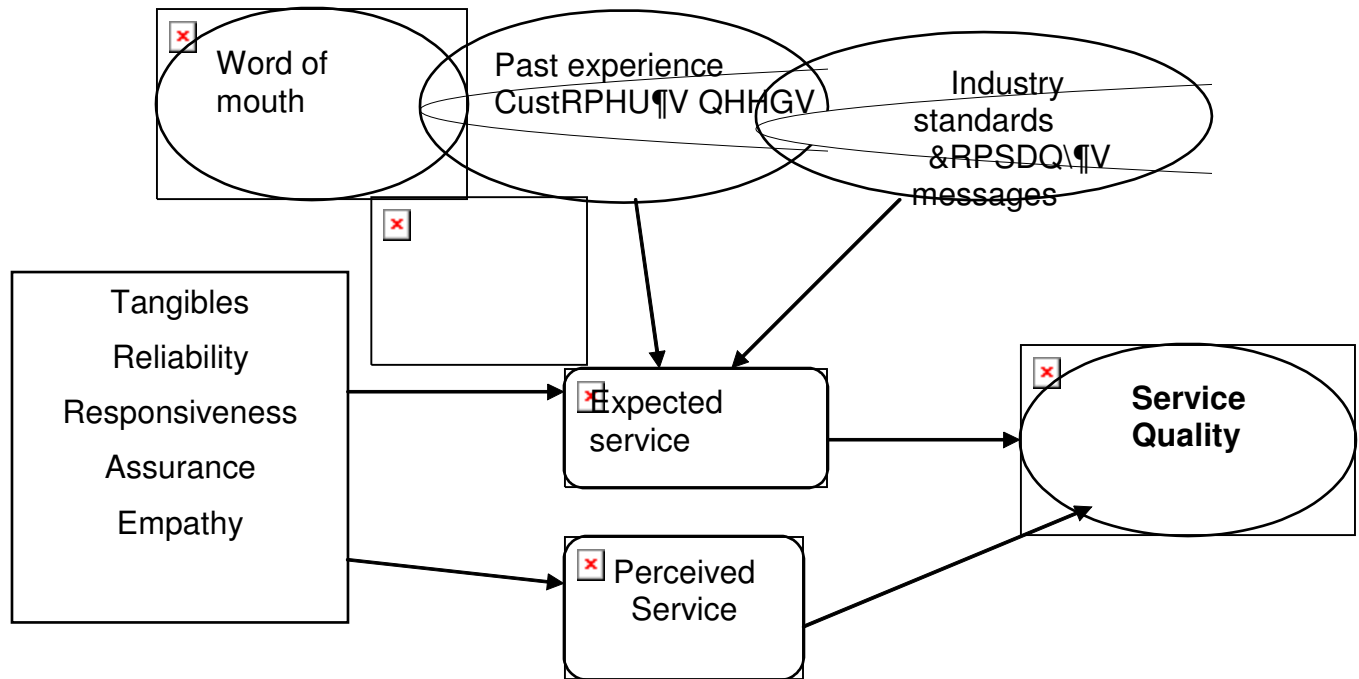 Word of
mouth
Past experience
CustRPHU¶V QHHGV
Industry
standards
&RPSDQ\¶V
messages
Tangibles
Reliability
Responsiveness
Assurance
Empathy
Expected
service
Perceived
Service
Service
Quality